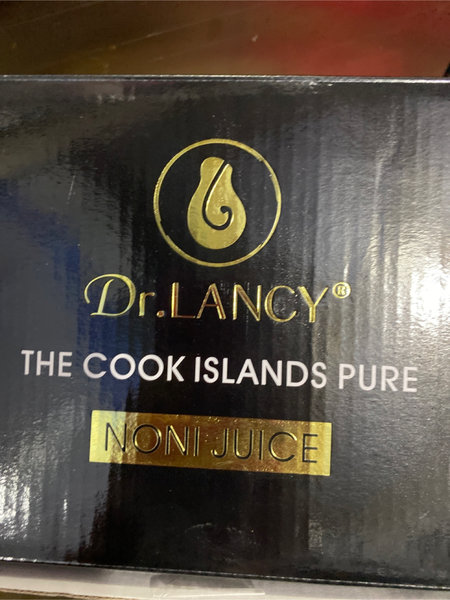 Dr.LANCY®
THE COOK ISLANDS PURE
NONI JUICE